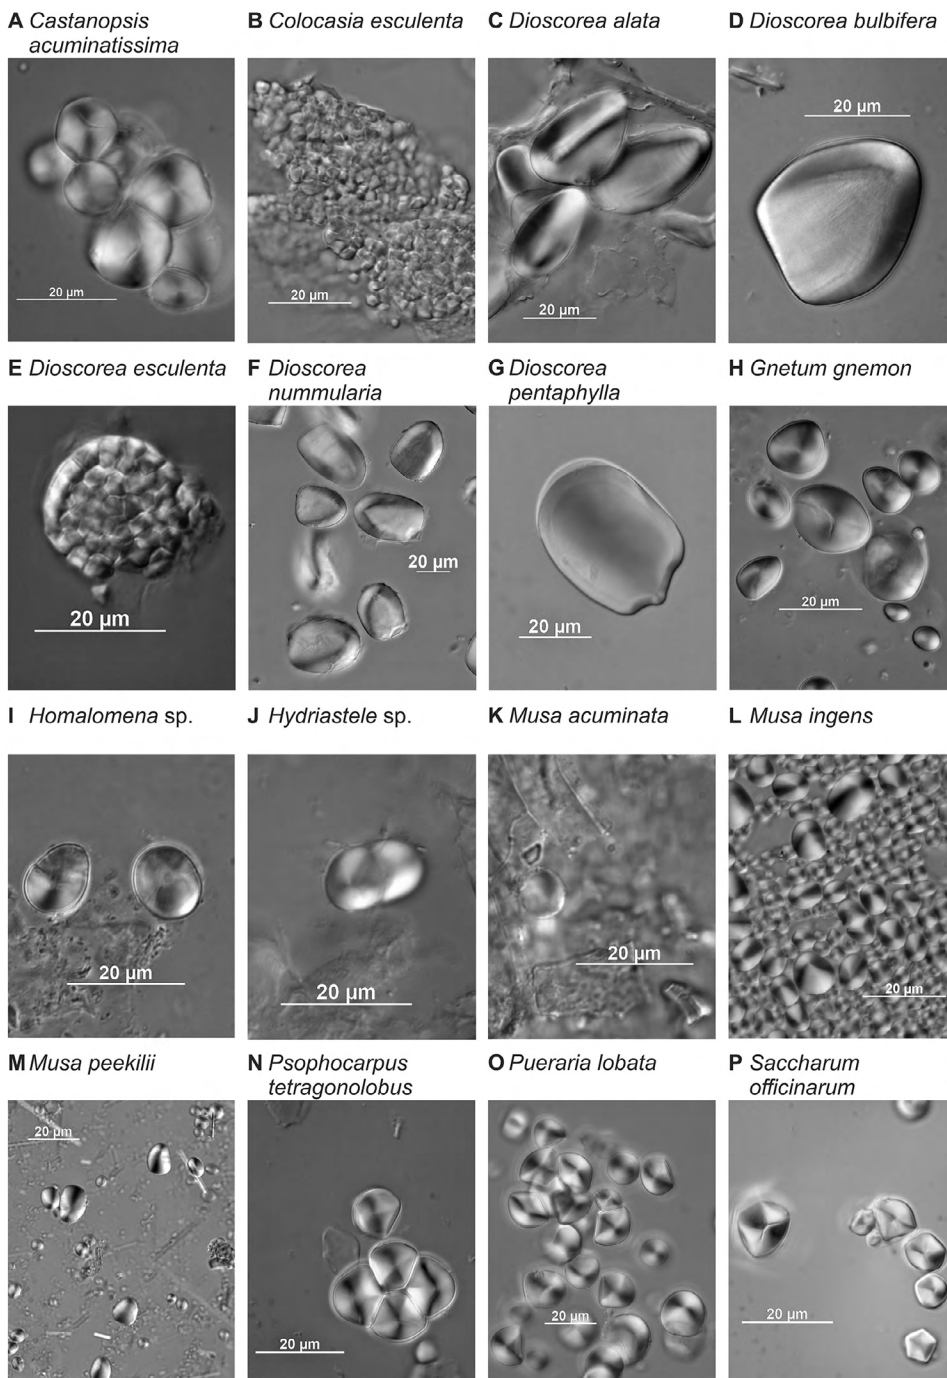 A Castanopsis
acuminatissima
B Colocasia esculenta
C Dioscorea alata
D Dioscorea bulbifera
20 µm
20 µm
20 µm
20 µm
E Dioscorea esculenta
F Dioscorea
nummularia
G Dioscorea
pentaphylla
H Gnetum gnemon
20 µm
20 µm
20 µm
20 µm
I Homalomena sp.
J Hydriastele sp.
K Musa acuminata
L Musa ingens
20 µm
20 µm
20 µm
20 µm
M Musa peekilii
N Psophocarpus
tetragonolobus
O Pueraria lobata
P Saccharum
officinarum
20 µm
20 µm
20 µm
20 µm